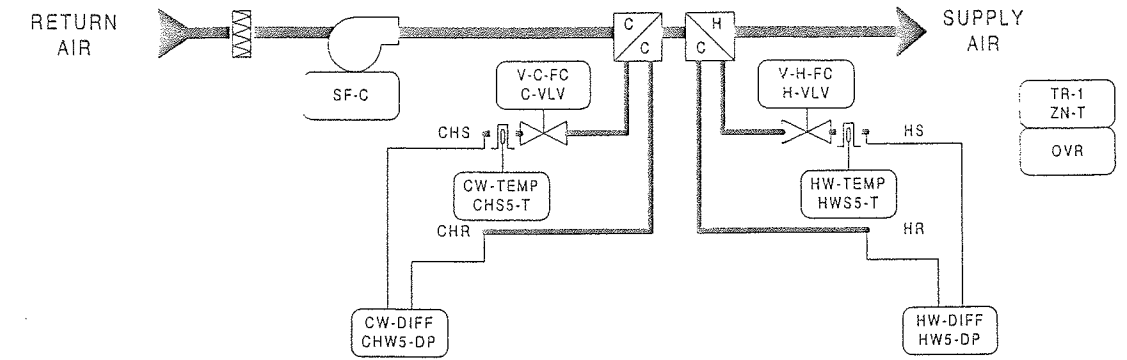 RETURN
AIR
SUPPLY
AIR
C
C
H
C
SF-C
V-C-FC
C-VLV
V-H-FC
H-VLV
TR-1
ZN-T
OVR
CHS
HS
CW-TEMP
CHS5-T
HW-TEMP
HWS5-T
CHR
HR
CW-DIFF
CHW5-DP
HW-DIFF
HW5-DP